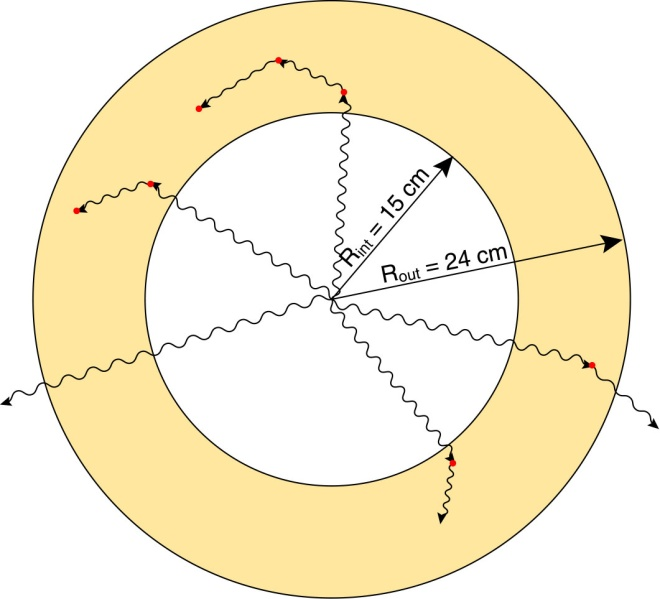 R_int = 15 cm
R_out = 24 cm